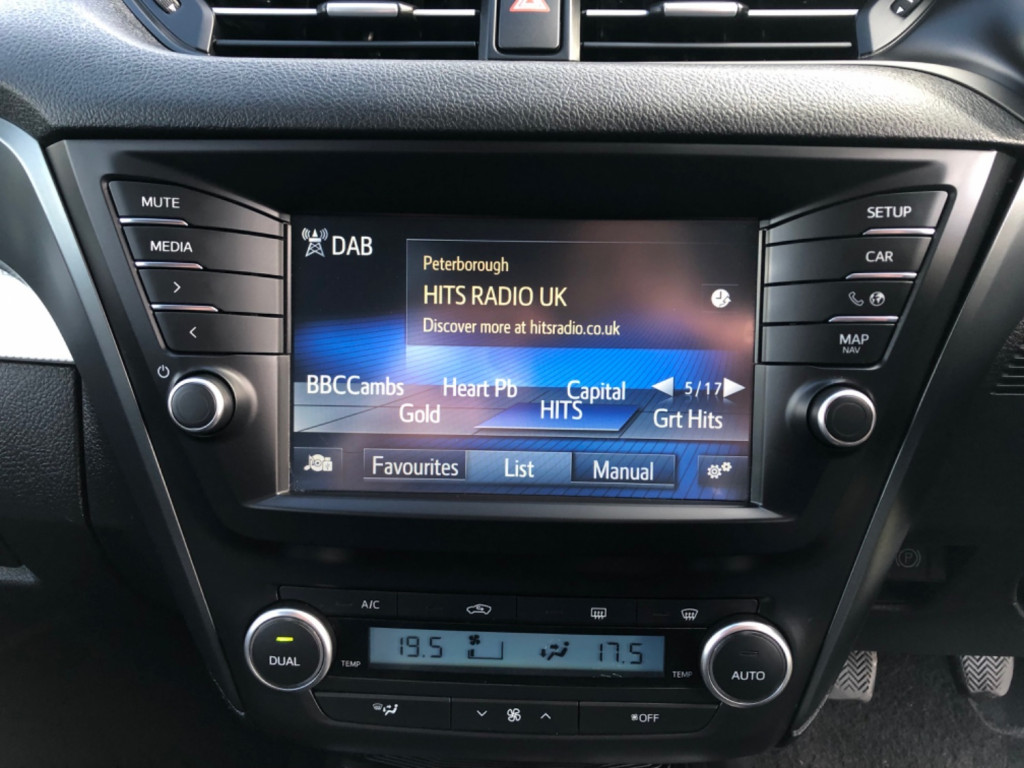 MUTE
MEDIA
>
<
SETUP
CAR
MAP
NAV
DAB
Peterborough
HITS RADIO UK
Discover more at hitsradio.co.uk
BBCCambs Heart Pb Capital 5/17
Gold HITS Grt Hits
Favourites List Manual
A/C
DUAL
TEMP
19.5 17.5
TEMP
AUTO
OFF